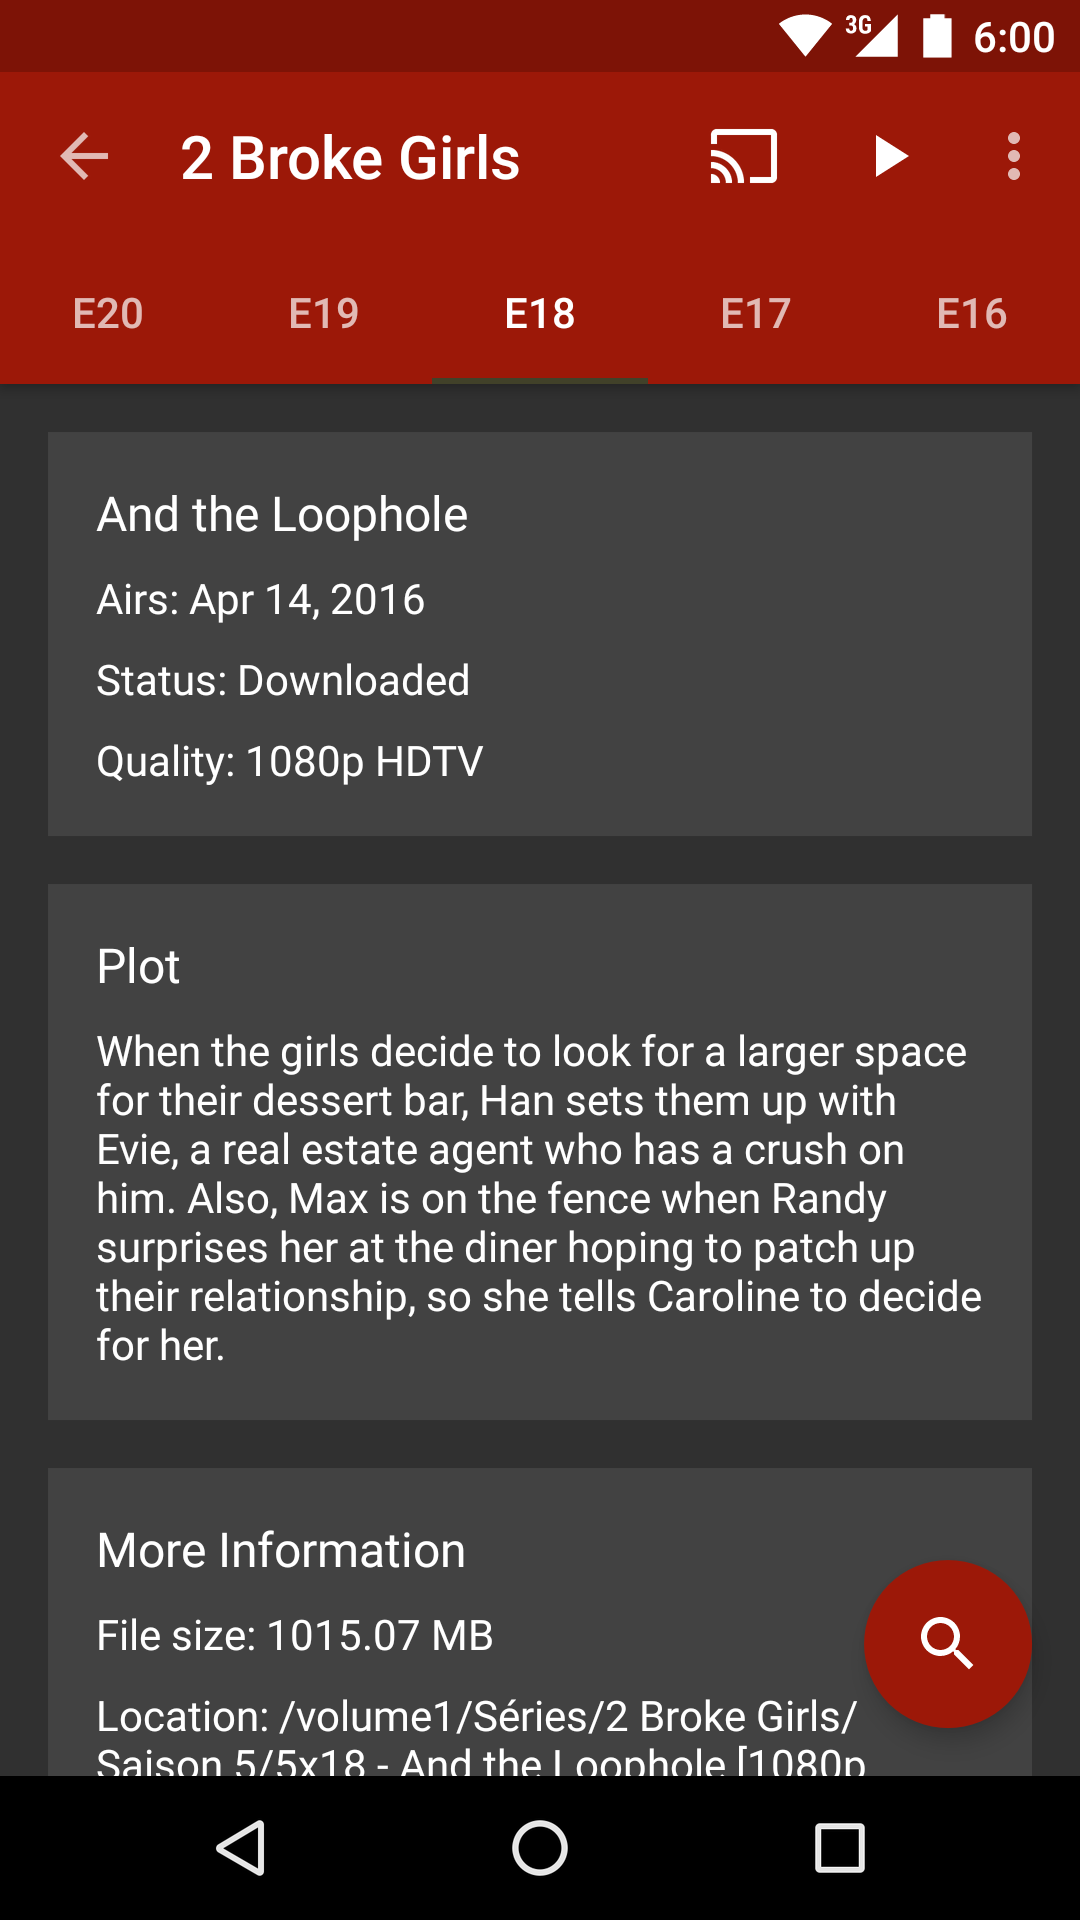 3G 6:00
2 Broke Girls
E20 E19 E18 E17 E16
And the Loophole
Airs: Apr 14, 2016
Status: Downloaded
Quality: 1080p HDTV
Plot
When the girls decide to look for a larger space
for their dessert bar, Han sets them up with
Evie, a real estate agent who has a crush on
him. Also, Max is on the fence when Randy
surprises her at the diner hoping to patch up
their relationship, so she tells Caroline to decide
for her.
More Information
File size: 1015.07 MB
Location: /volume1/Séries/2 Broke Girls/
Saison 5/5x18 - And the Loophole [1080p